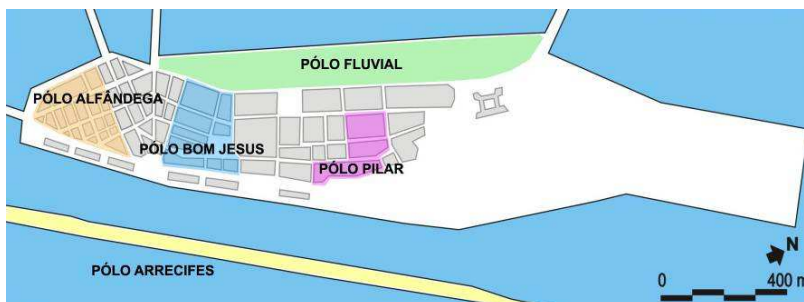 PÓLO FLUVIAL
PÓLO ALFÂNDEGA
PÓLO BOM JESUS
PÓLO PILAR
PÓLO ARRECIFES
N
0 400 m